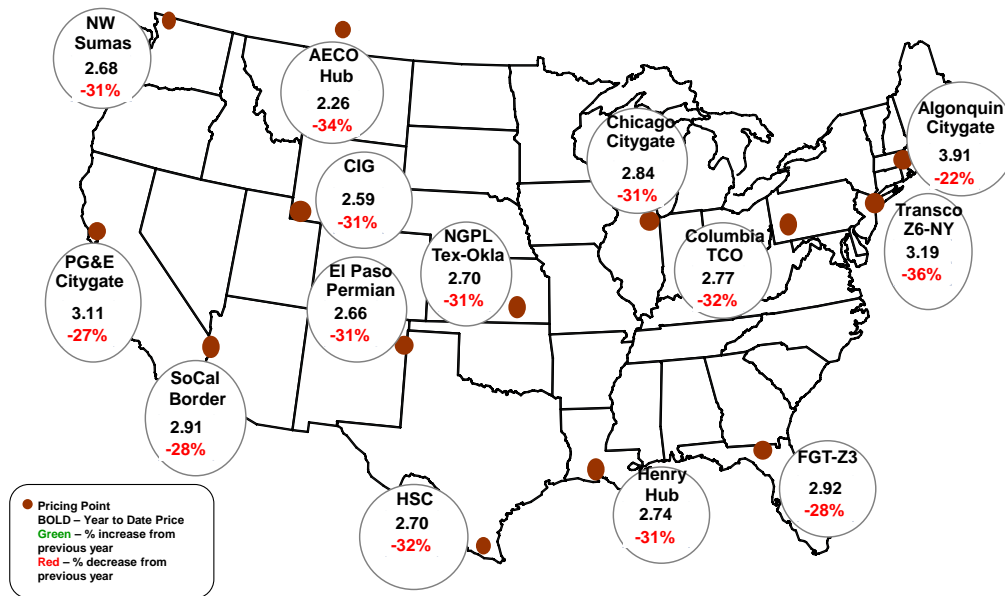 NW
Sumas
2.68
-31%
AECO
Hub
2.26
-34%
CIG
2.59
-31%
Chicago
Citygate
2.84
-31%
Algonquin
Citygate
3.91
-22%
Transco
Z6-NY
3.19
-36%
PG&E
Citygate
3.11
-27%
El Paso
Permian
2.66
-31%
NGPL
Tex-Okla
2.70
-31%
Columbia
TCO
2.77
-32%
SoCal
Border
2.91
-28%
HSC
2.70
-32%
Henry
Hub
2.74
-31%
FGT-Z3
2.92
-28%
Pricing Point
BOLD – Year to Date Price
Green – % increase from
previous year
Red – % decrease from
previous year